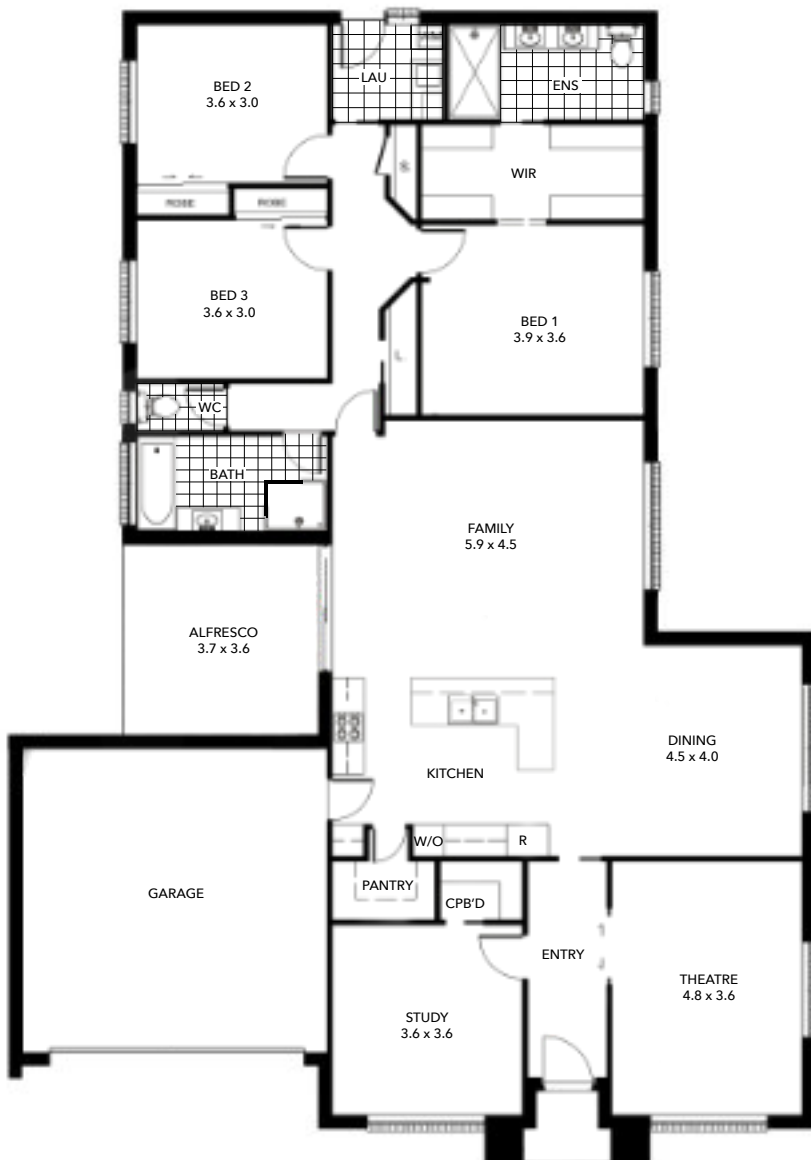 BED 2
3.6 x 3.0
LAU
ENS
WIR
ROBE
ROBE
S
BED 3
3.6 x 3.0
BED 1
3.9 x 3.6
L
WC
BATH
FAMILY
5.9 x 4.5
ALFRESCO
3.7 x 3.6
DINING
4.5 x 4.0
KITCHEN
W/O
R
GARAGE
PANTRY
CPB'D
ENTRY
THEATRE
4.8 x 3.6
STUDY
3.6 x 3.6